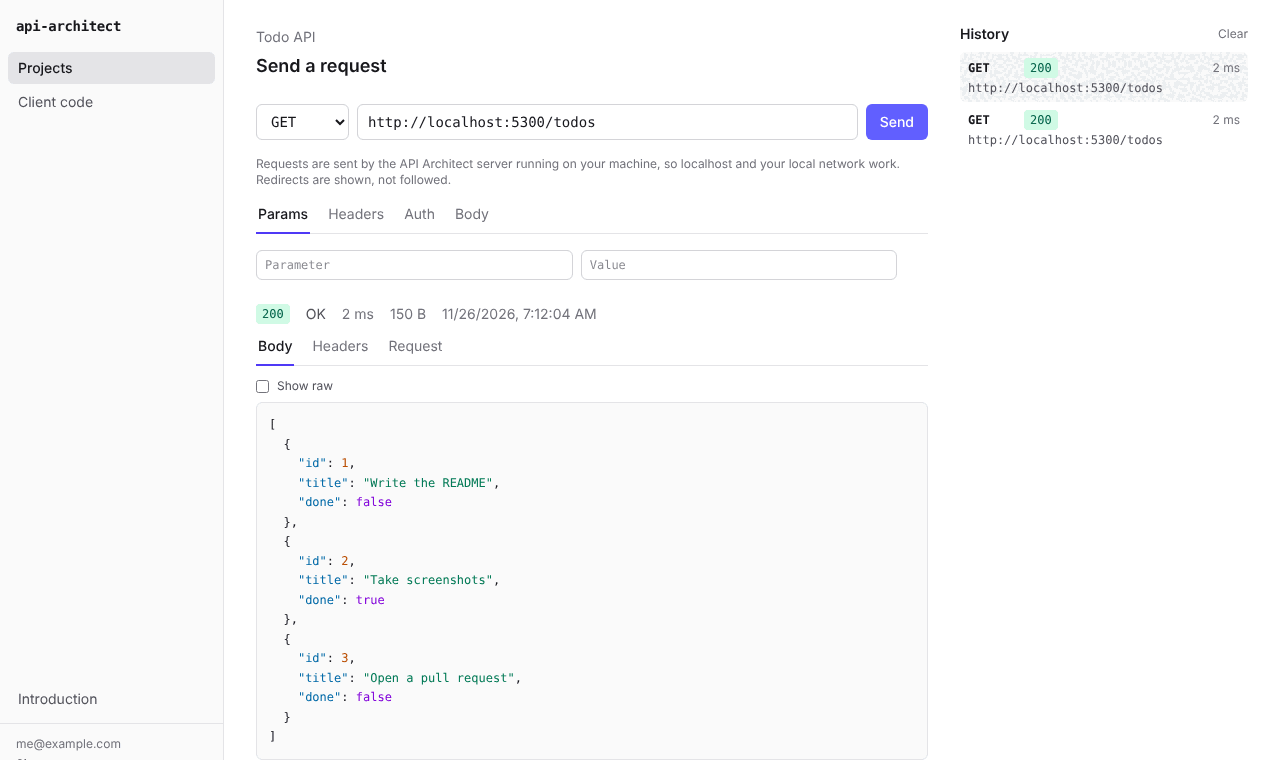 api-architect
Projects
Client code
Introduction
me@example.com
Todo API
Send a request
GET
http://localhost:5300/todos
Send
Requests are sent by the API Architect server running on your machine, so localhost and your local network work.
Redirects are shown, not followed.
Params Headers Auth Body
Parameter
Value
200 OK 2 ms 150 B 11/26/2026, 7:12:04 AM
Body Headers Request
Show raw
[
  {
    "id": 1,
    "title": "Write the README",
    "done": false
  },
  {
    "id": 2,
    "title": "Take screenshots",
    "done": true
  },
  {
    "id": 3,
    "title": "Open a pull request",
    "done": false
  }
]
History
Clear
GET 200 2 ms
http://localhost:5300/todos
GET 200 2 ms
http://localhost:5300/todos